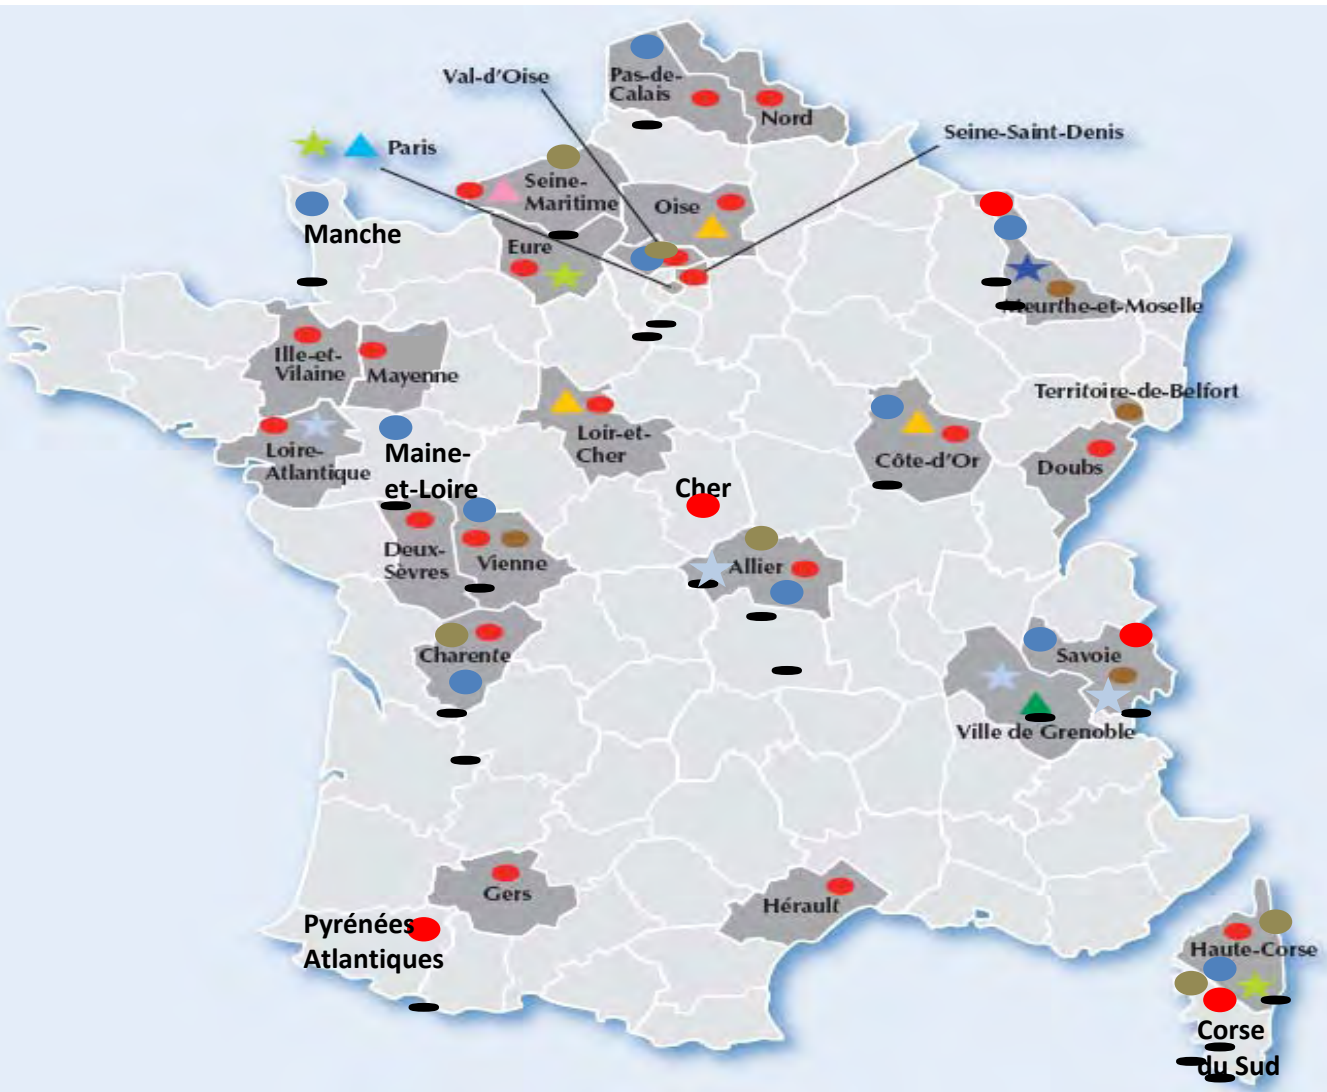 Val-d'Oise
Pas-de-
Calais
Nord
Seine-Saint-Denis
Paris
Seine-
Maritime
Oise
Manche
Eure
Meurthe-et-Moselle
Ille-et-
Vilaine
Mayenne
Territoire-de-Belfort
Loire-
Atlantique
Maine-
et-Loire
Loir-et-
Cher
Côte-d'Or
Doubs
Cher
Deux-
Sèvres
Vienne
Allier
Charente
Savoie
Ville de Grenoble
Gers
Hérault
Pyrénées
Atlantiques
Haute-Corse
Corse
du Sud